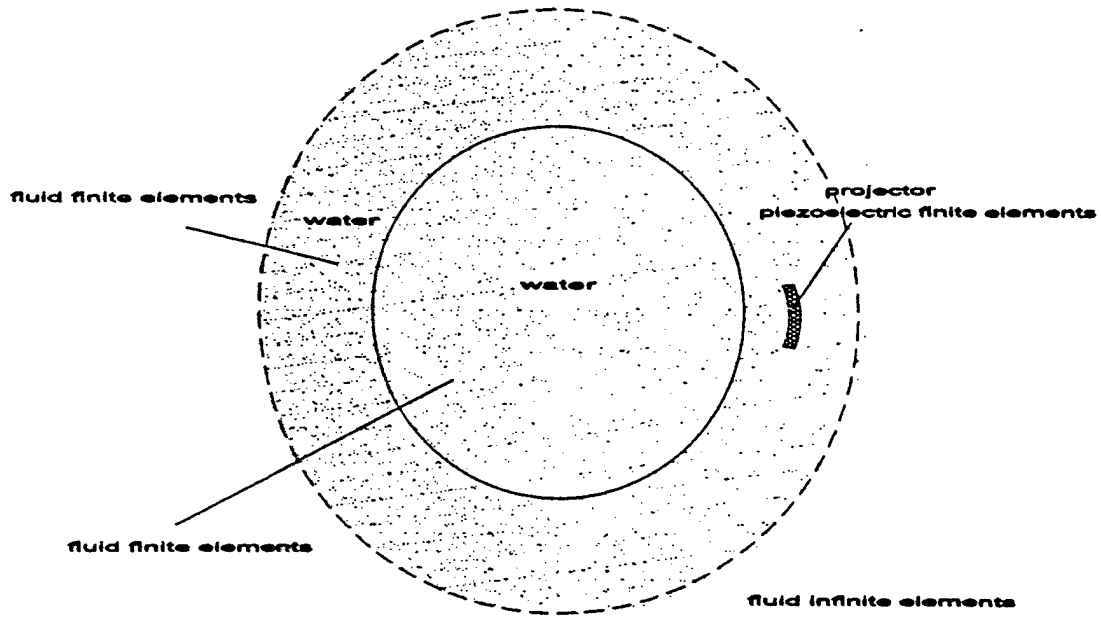 projector
fluid finite elements
piezoelectric finite elements
water
water
fluid finite elements
fluid infinite elements